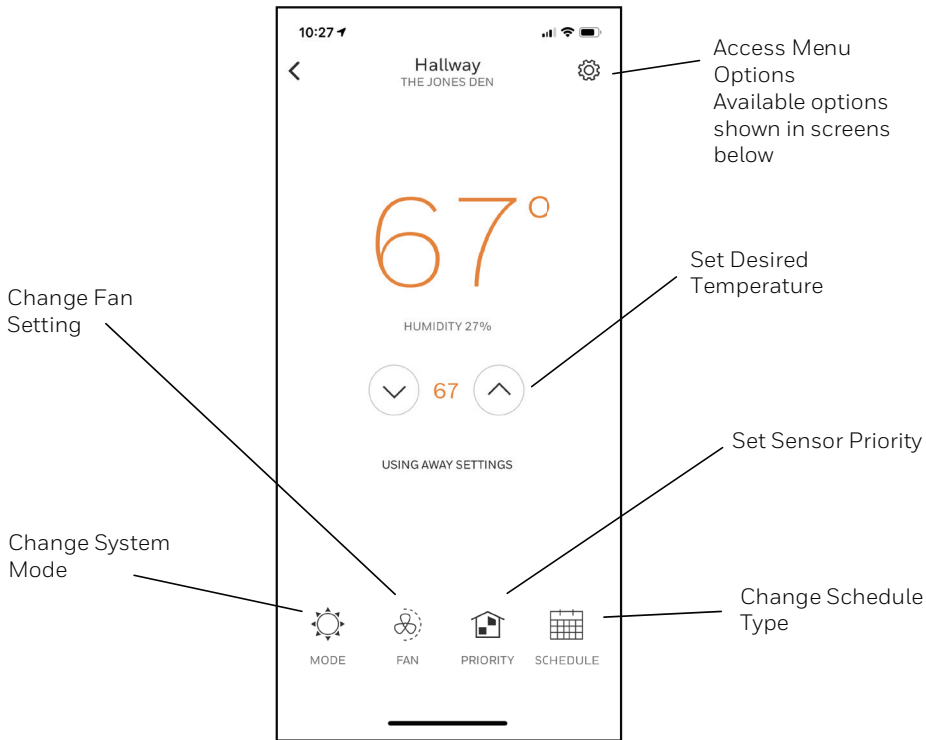 10:27
Hallway
THE JONES DEN
Access Menu
Options
Available options
shown in screens
below
67°
Set Desired
Temperature
Change Fan
Setting
HUMIDITY 27%
67
Set Sensor Priority
USING AWAY SETTINGS
Change System
Mode
Change Schedule
Type
MODE
FAN
PRIORITY
SCHEDULE